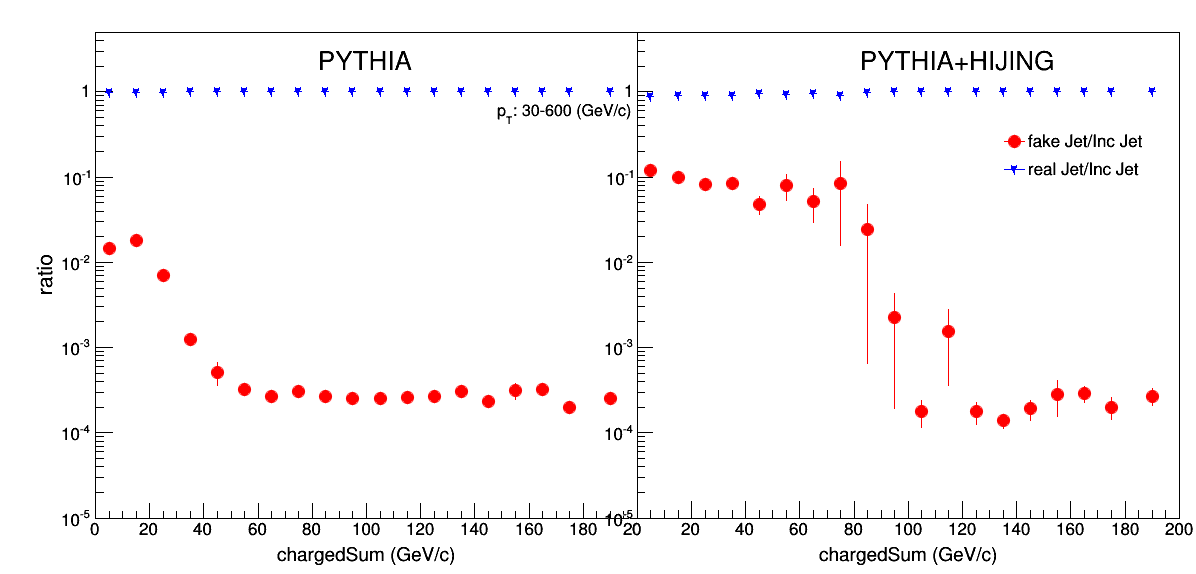 PYTHIA
PYTHIA+HIJING
p_T: 30-600 (GeV/c)
fake Jet/Inc Jet
real Jet/Inc Jet
ratio
1
10^-1
10^-2
10^-3
10^-4
10^-5
0 20 40 60 80 100 120 140 160 180
chargedSum (GeV/c)
1
10^-1
10^-2
10^-3
10^-4
20 40 60 80 100 120 140 160 180 200
chargedSum (GeV/c)